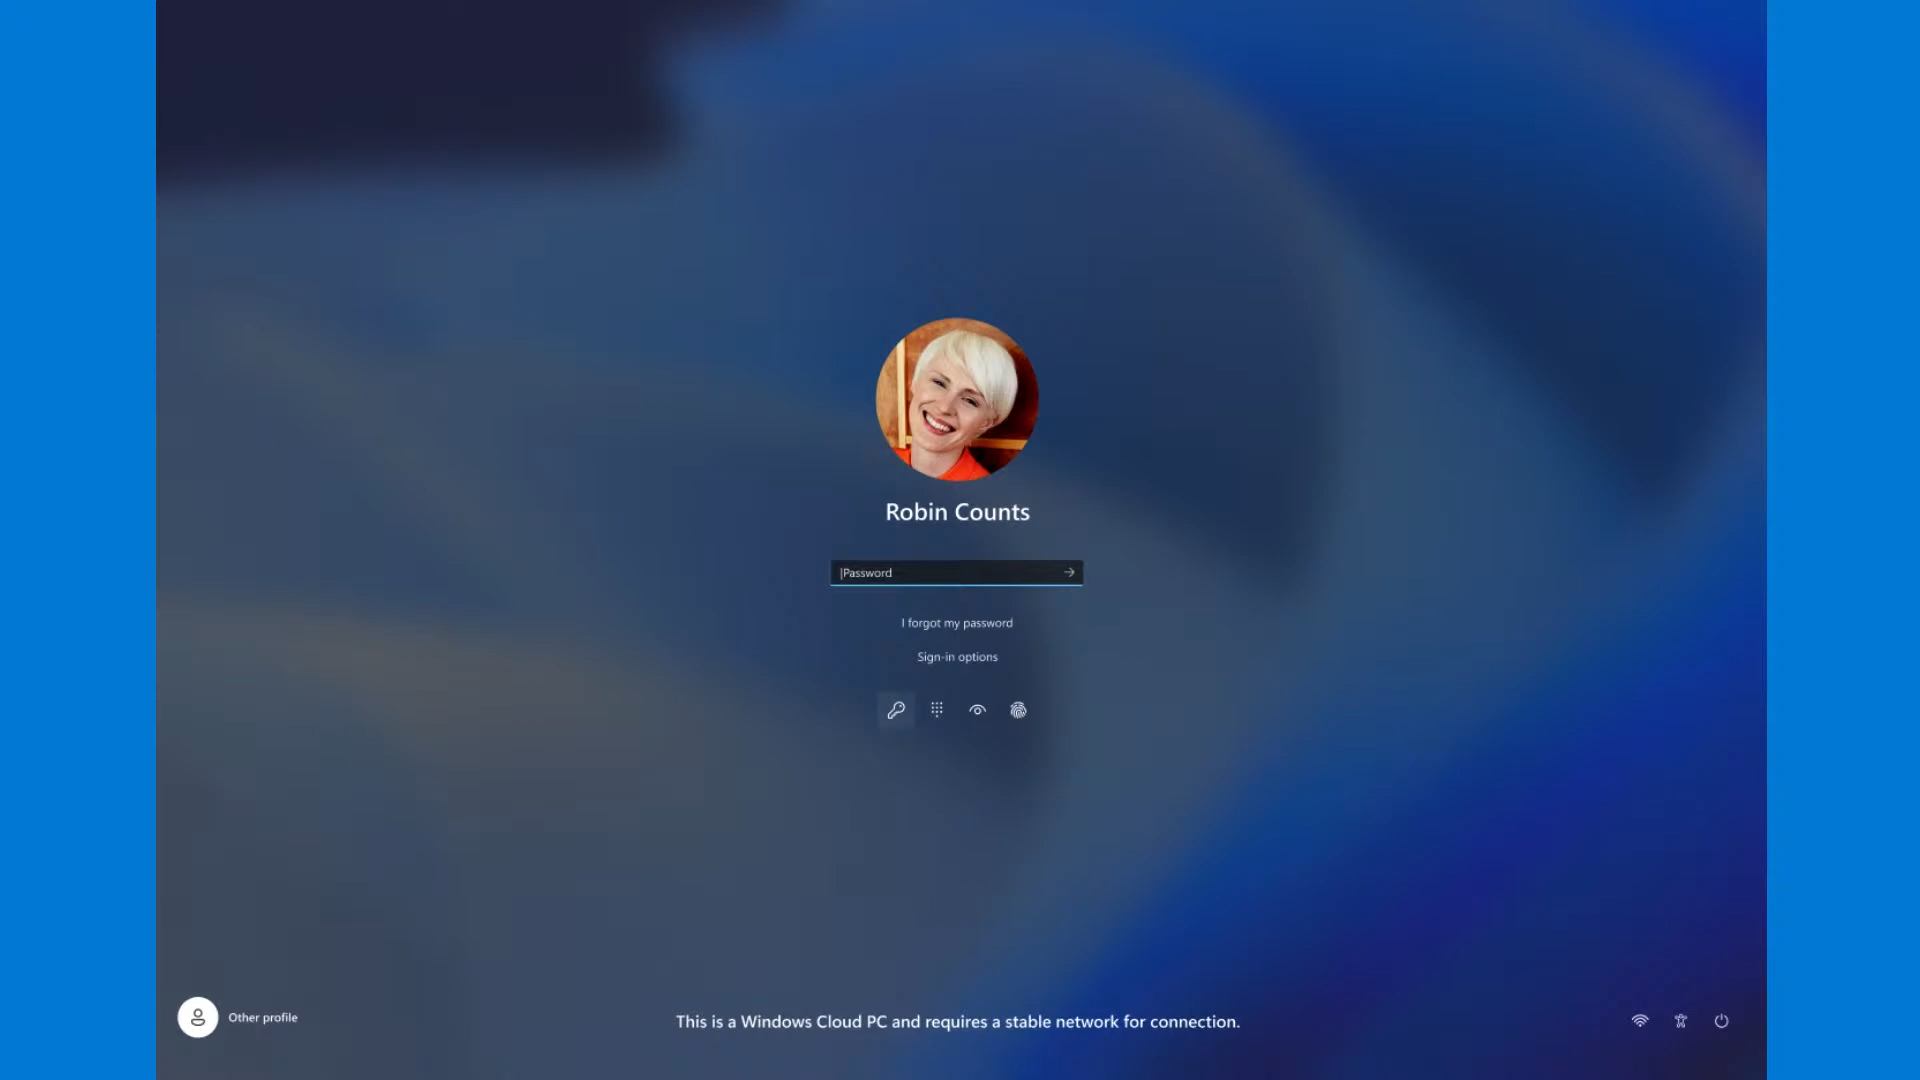 Robin Counts
Password
I forgot my password
Sign-in options
Other profile
This is a Windows Cloud PC and requires a stable network for connection.